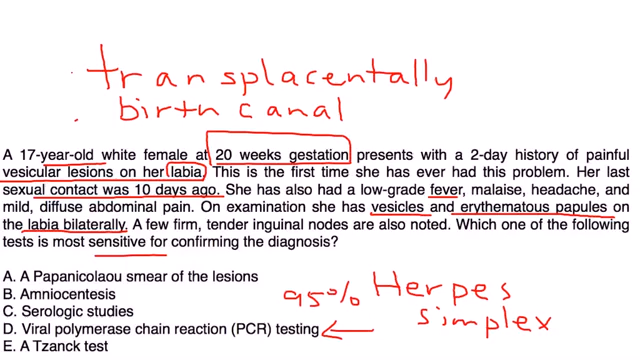 transplacentally
birth canal
A 17-year-old white female at 20 weeks gestation presents with a 2-day history of painful
vesicular lesions on her labia. This is the first time she has ever had this problem. Her last
sexual contact was 10 days ago. She has also had a low-grade fever, malaise, headache, and
mild, diffuse abdominal pain. On examination she has vesicles and erythematous papules on
the labia bilaterally. A few firm, tender inguinal nodes are also noted. Which one of the following
tests is most sensitive for confirming the diagnosis?
A. A Papanicolaou smear of the lesions
B. Amniocentesis
C. Serologic studies
D. Viral polymerase chain reaction (PCR) testing
E. A Tzanck test
95% Herpes
simplex